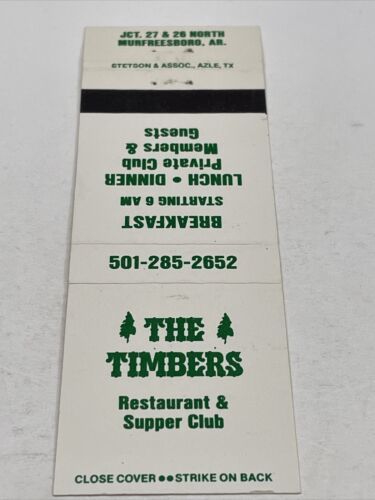 JCT. 27 & 26 NORTH
MURFREESBORO, AR.
STETSON & ASSOC., AZLE, TX
BREAKFAST
STARTING 6 AM
LUNCH • DINNER
Private Club
Members &
Guests
501-285-2652
THE
TIMBERS
Restaurant &
Supper Club
CLOSE COVER ●● STRIKE ON BACK